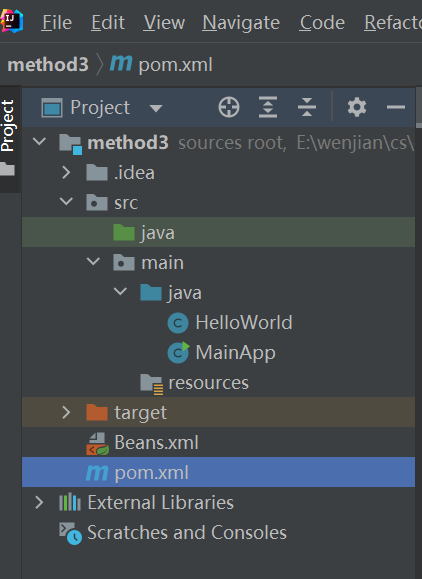 File Edit View Navigate Code Refacto
method3 m pom.xml
Project
Project
method3 sources root, E:\wenjian\cs\
.idea
src
java
main
java
C HelloWorld
C MainApp
resources
target
Beans.xml
m pom.xml
External Libraries
Scratches and Consoles